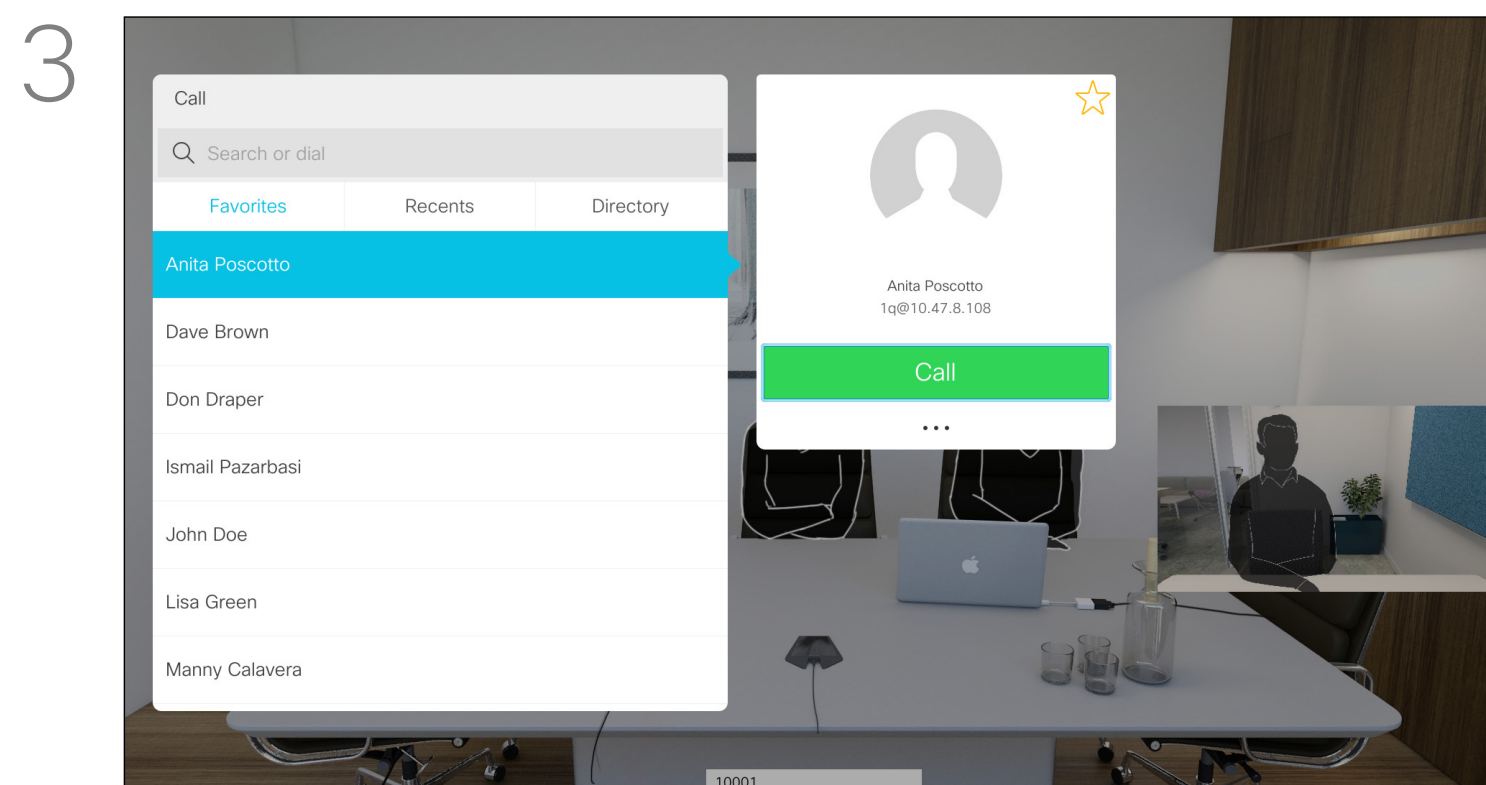 3
Call
Search or dial
Favorites Recents Directory
Anita Poscotto
Dave Brown
Don Draper
Ismail Pazarbasi
John Doe
Lisa Green
Manny Calavera
Anita Poscotto
1q@10.47.8.108
Call
...
10001